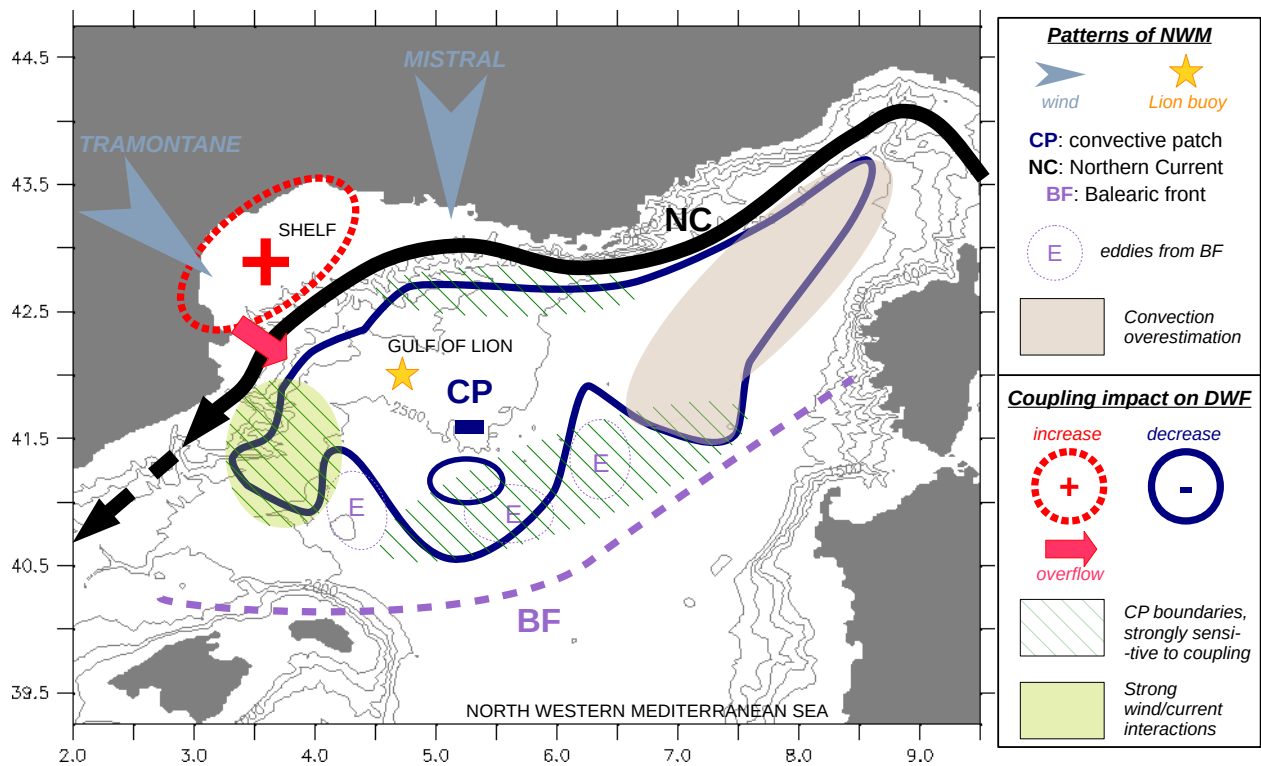 44.5
43.5
42.5
41.5
40.5
39.5
2.0 3.0 4.0 5.0 6.0 7.0 8.0 9.0
MISTRAL
TRAMONTANE
SHELF
NC
GULF OF LION
CP
-
+
2500
1500
E
E
E
BF
NORTH WESTERN MEDITERRANEAN SEA
Patterns of NWM
wind
Lion buoy
CP: convective patch
NC: Northern Current
BF: Balearic front
E
eddies from BF
Convection
overestimation
Coupling impact on DWF
increase
decrease
+
-
overflow
CP boundaries,
strongly sensi-
-tive to coupling
Strong
wind/current
interactions